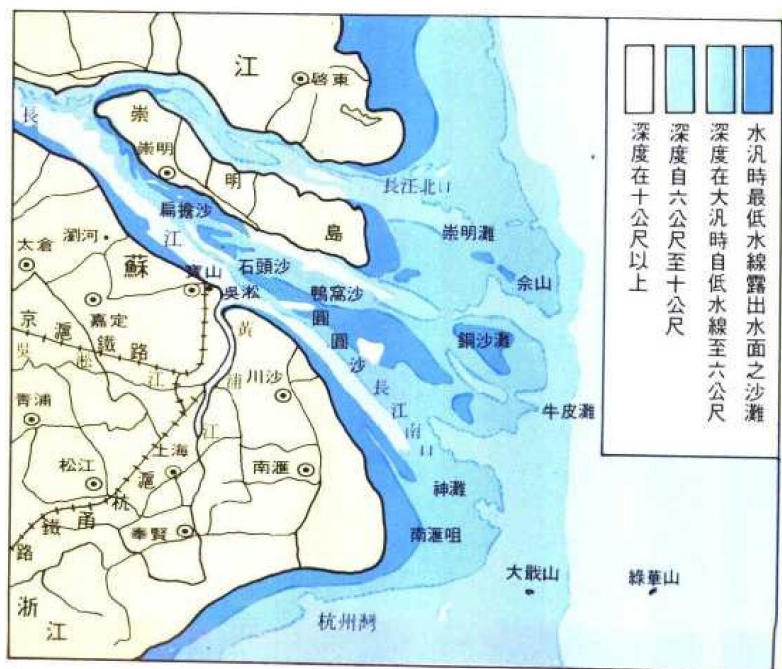 水汎時最低水線露出水面之沙灘
深度在大汎時自低水線至六公尺
深度自六公尺至十公尺
深度在十公尺以上
江
啓東
長
崇
崇明
明
島
長江北口
扁擔沙
崇明灘
瀏河
太倉
江
蘇
石頭沙
寶山
吳淞
鴨窩沙
佘山
嘉定
京滬鐵路
吳淞江
黃浦江
圓圓沙
銅沙灘
長江南口
川沙
青浦
牛皮灘
上海
松江
南滙
神灘
滬杭甬鐵路
奉賢
南滙咀
大戢山
綠華山
浙江
杭州灣